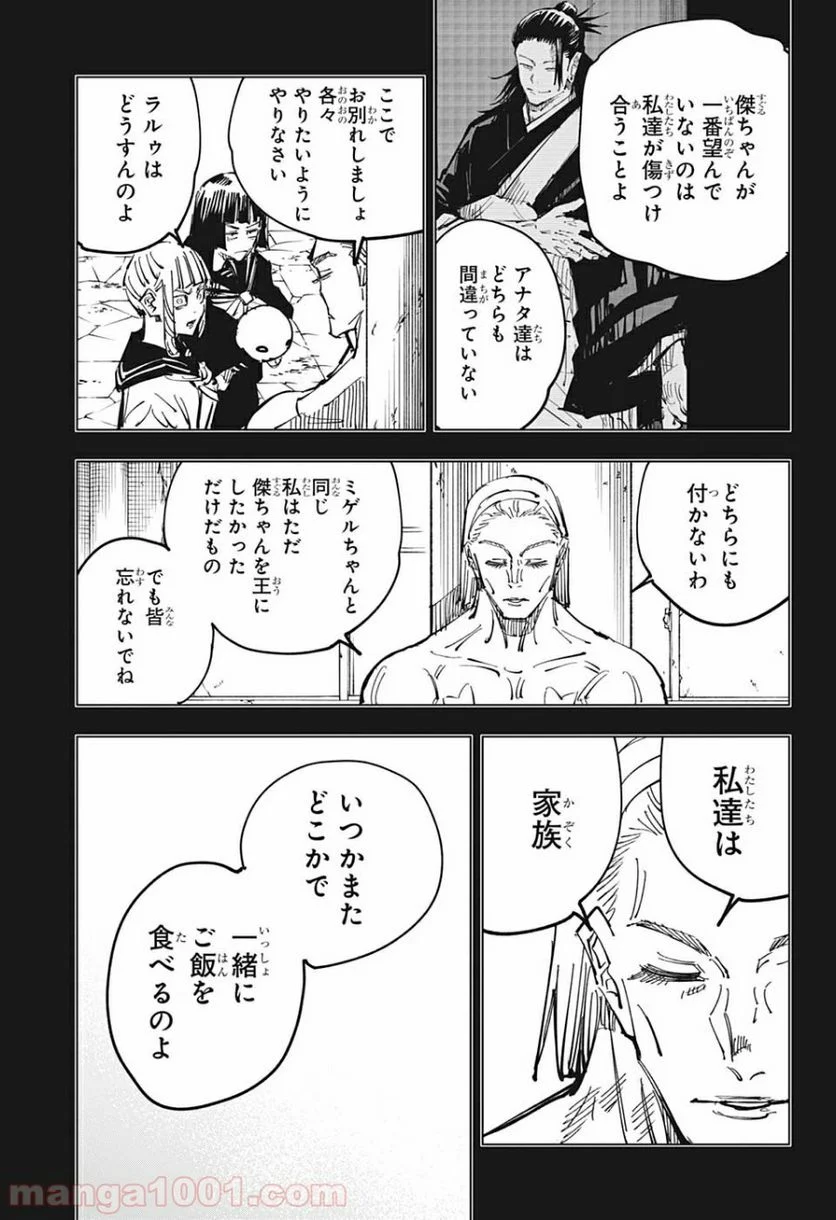 傑ちゃんが
一番望んで
いないのは
私達が傷つけ
合うことよ
アナタ達は
どちらも
間違っていない
ここで
お別れしましょ
各々
やりたいように
やりなさい
ラルゥは
どうすんのよ
どちらにも
付かないわ
ミゲルちゃんと
同じ
私はただ
傑ちゃんを王に
したかった
だけだもの
でも皆
忘れないでね
私達は
家族
いつかまた
どこかで
一緒に
ご飯を
食べるのよ
manga1001.com